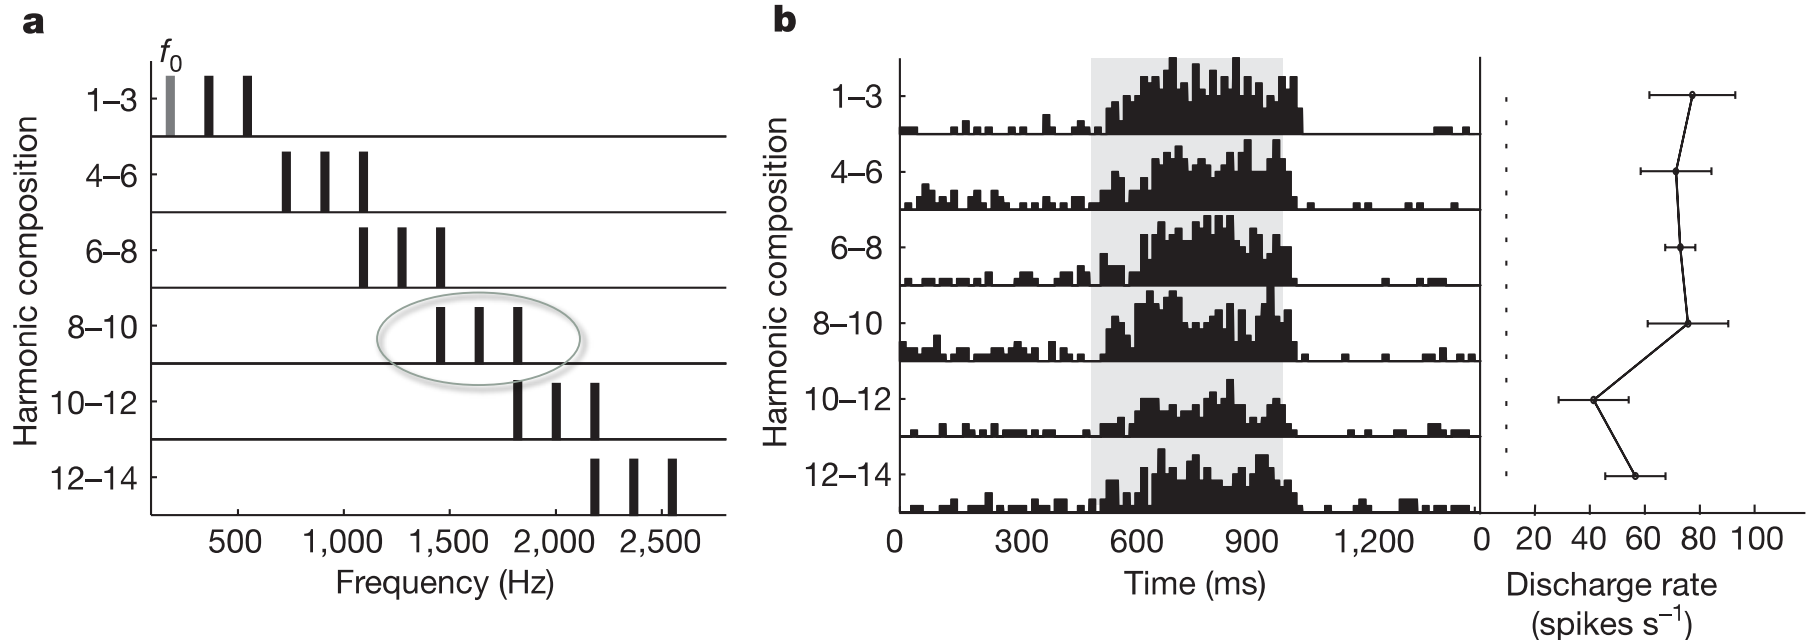 a
f0
Harmonic composition
1–3
4–6
6–8
8–10
10–12
12–14
500 1,000 1,500 2,000 2,500
Frequency (Hz)
b
Harmonic composition
1–3
4–6
6–8
8–10
10–12
12–14
0 300 600 900 1,200
Time (ms)
0 20 40 60 80 100
Discharge rate
(spikes s–1)